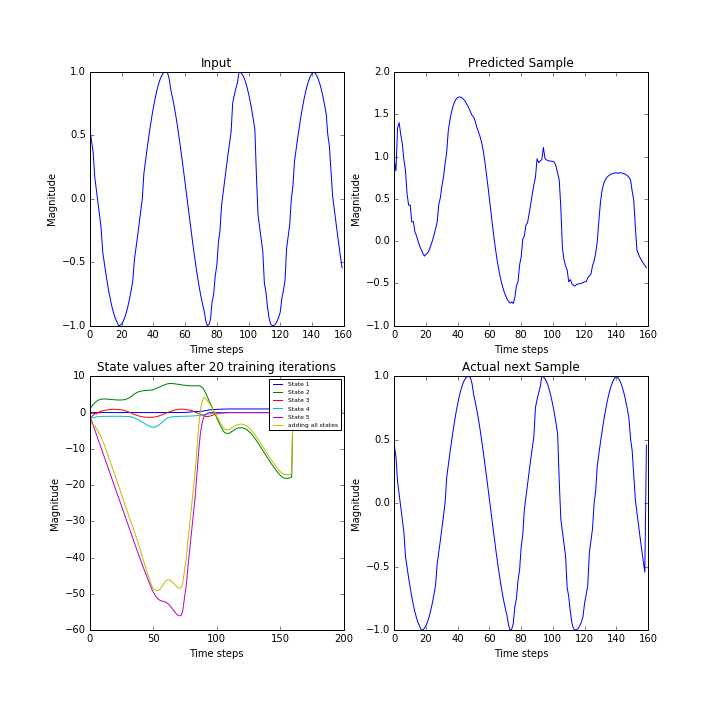 Input
1.0
0.5
0.0
−0.5
−1.0
Magnitude
0 20 40 60 80 100 120 140 160
Time steps
Predicted Sample
2.0
1.5
1.0
0.5
0.0
−0.5
−1.0
Magnitude
0 20 40 60 80 100 120 140 160
Time steps
State values after 20 training iterations
10
0
−10
−20
−30
−40
−50
−60
Magnitude
State 1
State 2
State 3
State 4
State 5
adding all states
0 50 100 150 200
Time steps
Actual next Sample
1.0
0.5
0.0
−0.5
−1.0
Magnitude
0 20 40 60 80 100 120 140 160
Time steps